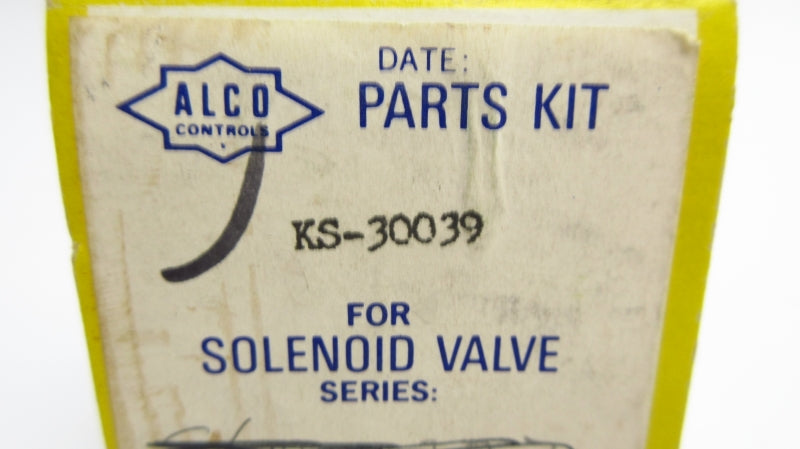 DATE:
ALCO
CONTROLS
PARTS KIT
KS-30039
FOR
SOLENOID VALVE
SERIES: